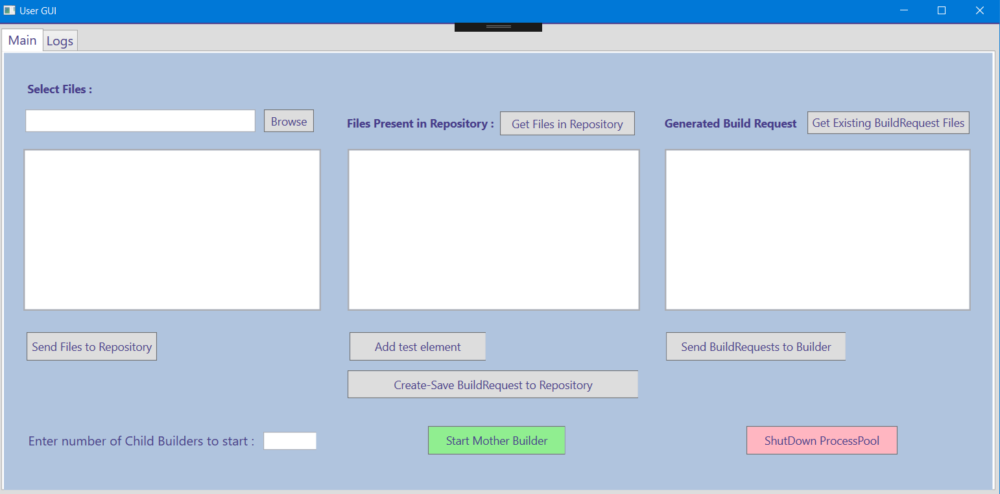 User GUI
Main
Logs
Select Files :
Browse
Files Present in Repository :
Get Files in Repository
Generated Build Request
Get Existing BuildRequest Files
Send Files to Repository
Add test element
Send BuildRequests to Builder
Create-Save BuildRequest to Repository
Enter number of Child Builders to start :
Start Mother Builder
ShutDown ProcessPool